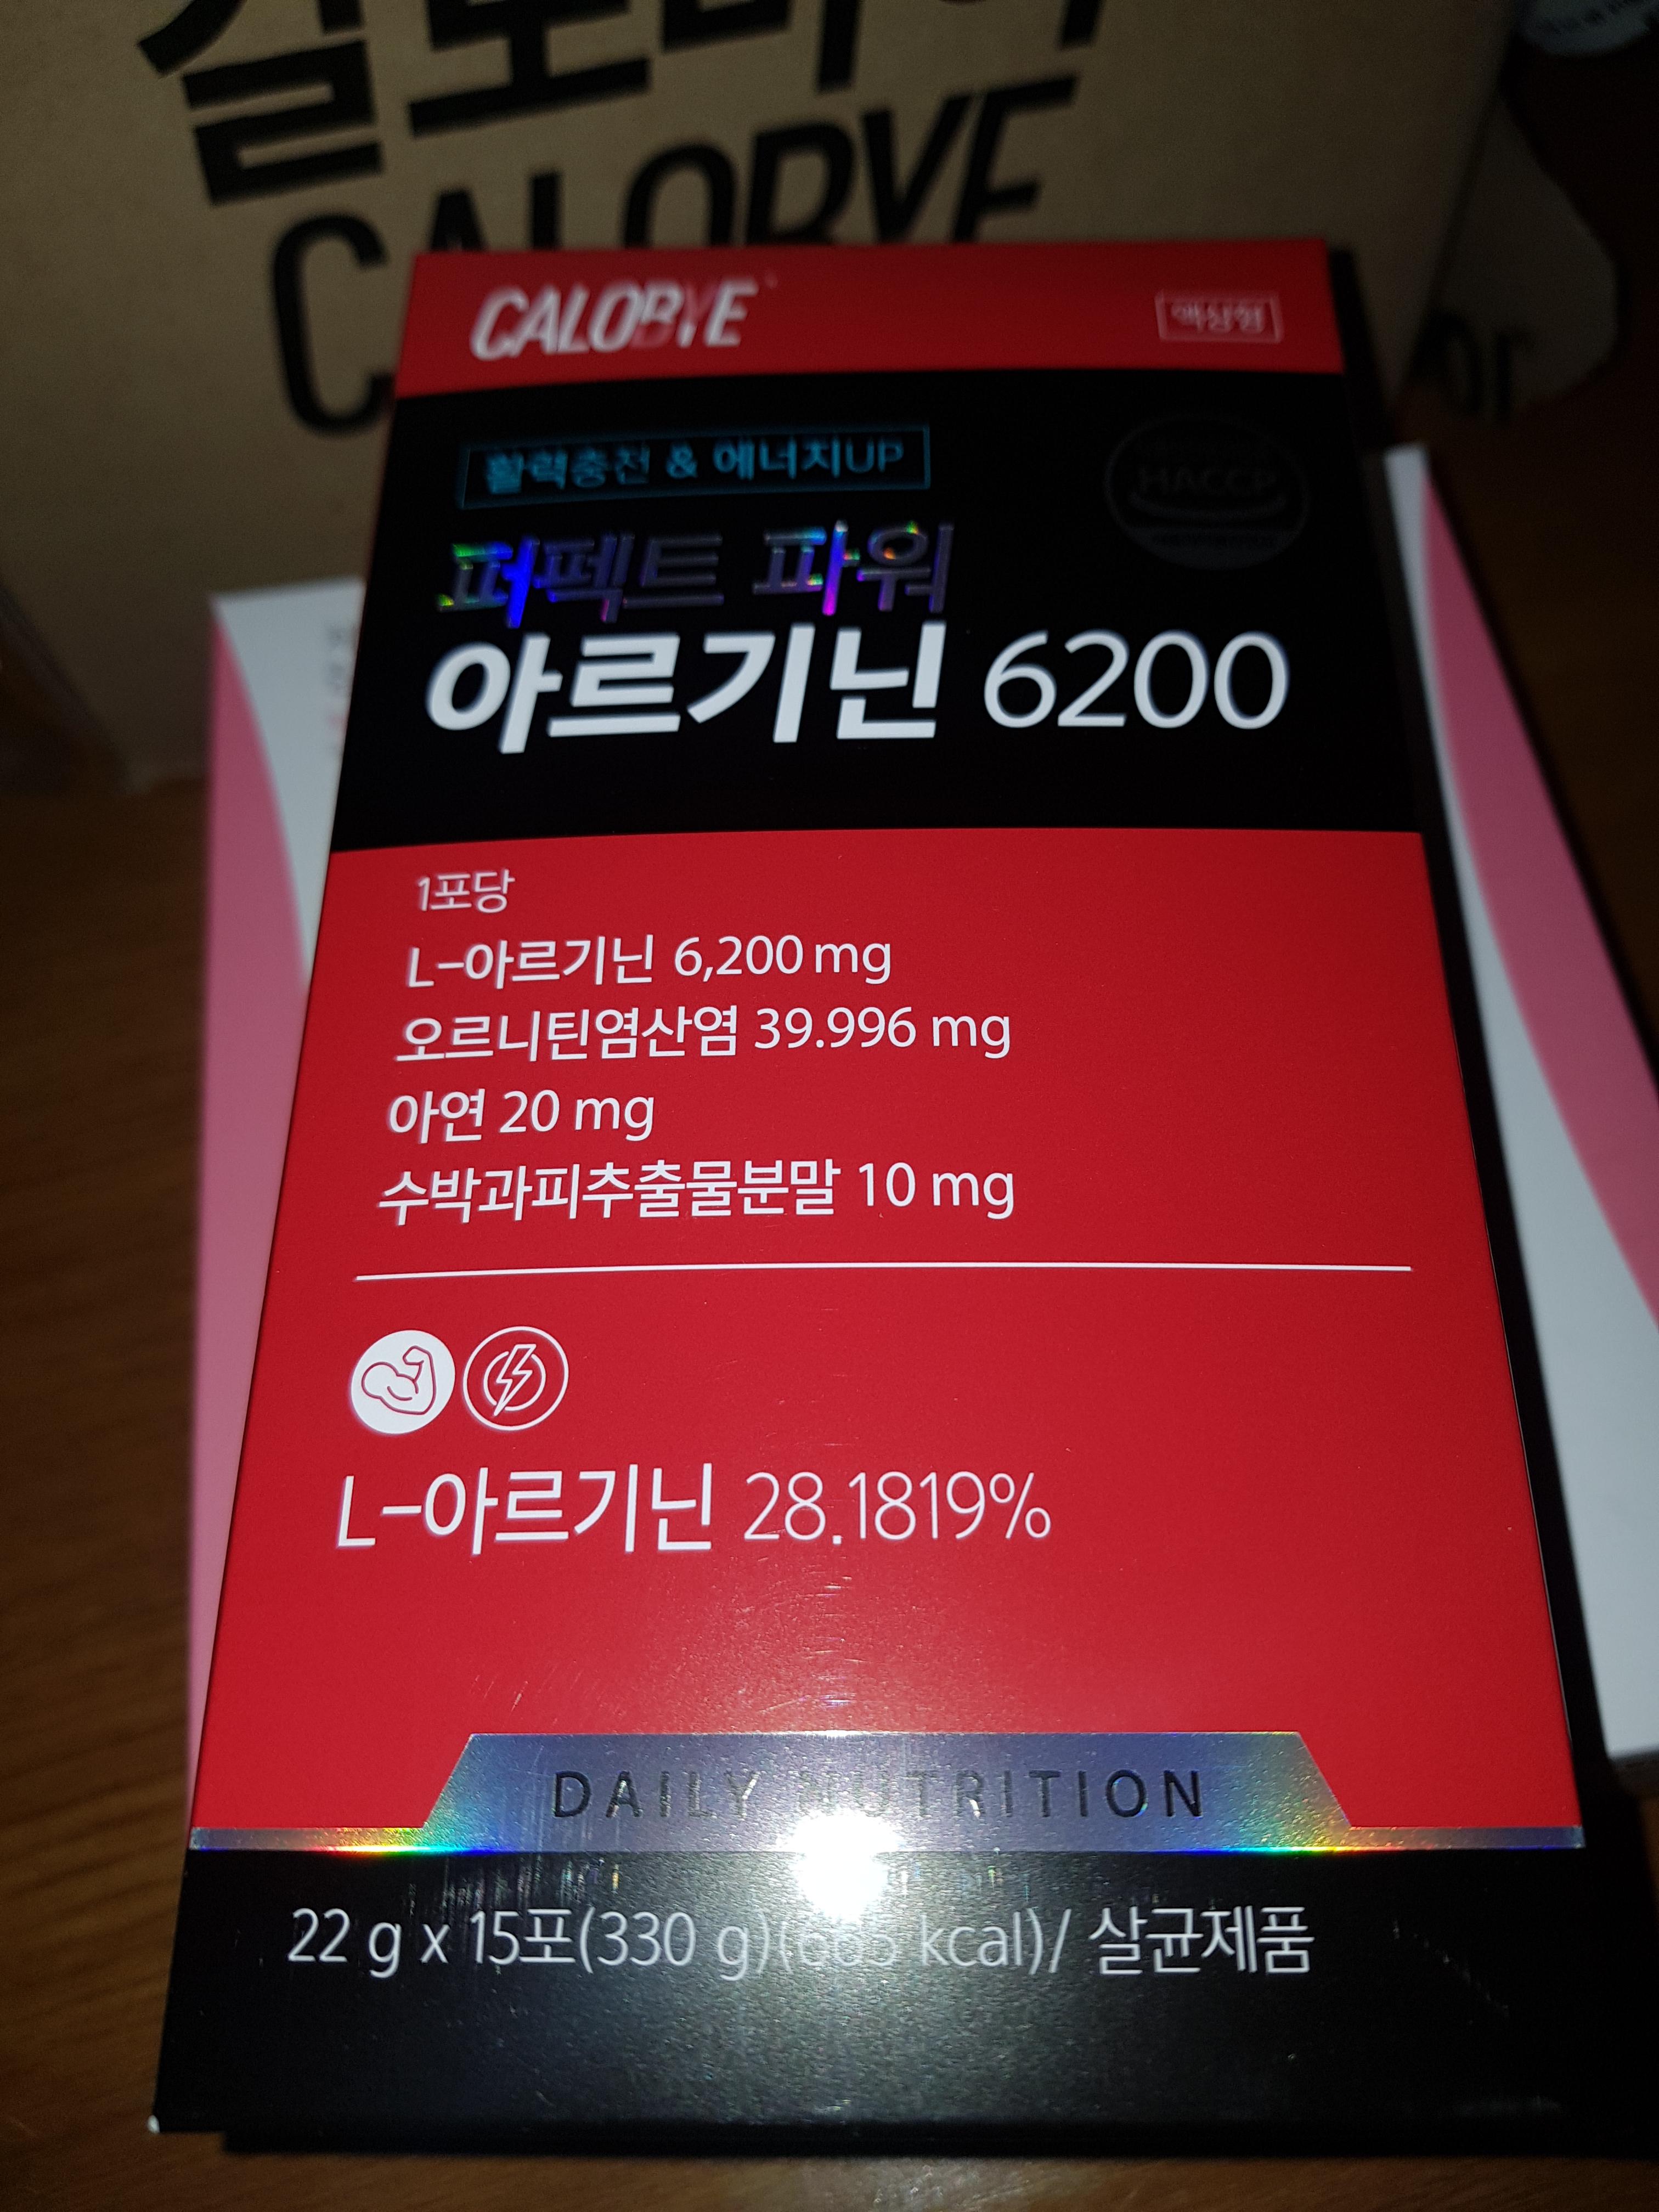 칼로바이
CALOBYE
CALOBYE
액상형
활력충전 & 에너지UP
HACCP
퍼펙트 파워
아르기닌 6200
1포당
L-아르기닌 6,200 mg
오르니틴염산염 39.996 mg
아연 20 mg
수박과피추출물분말 10 mg
L-아르기닌 28.1819%
DAILY NUTRITION
22 g x 15포(330 g)( kcal)/ 살균제품